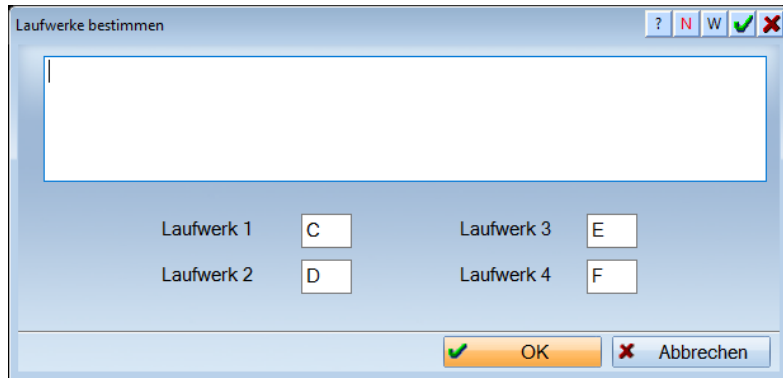 Laufwerke bestimmen ? N W
Laufwerk 1 C Laufwerk 3 E
Laufwerk 2 D Laufwerk 4 F
OK Abbrechen